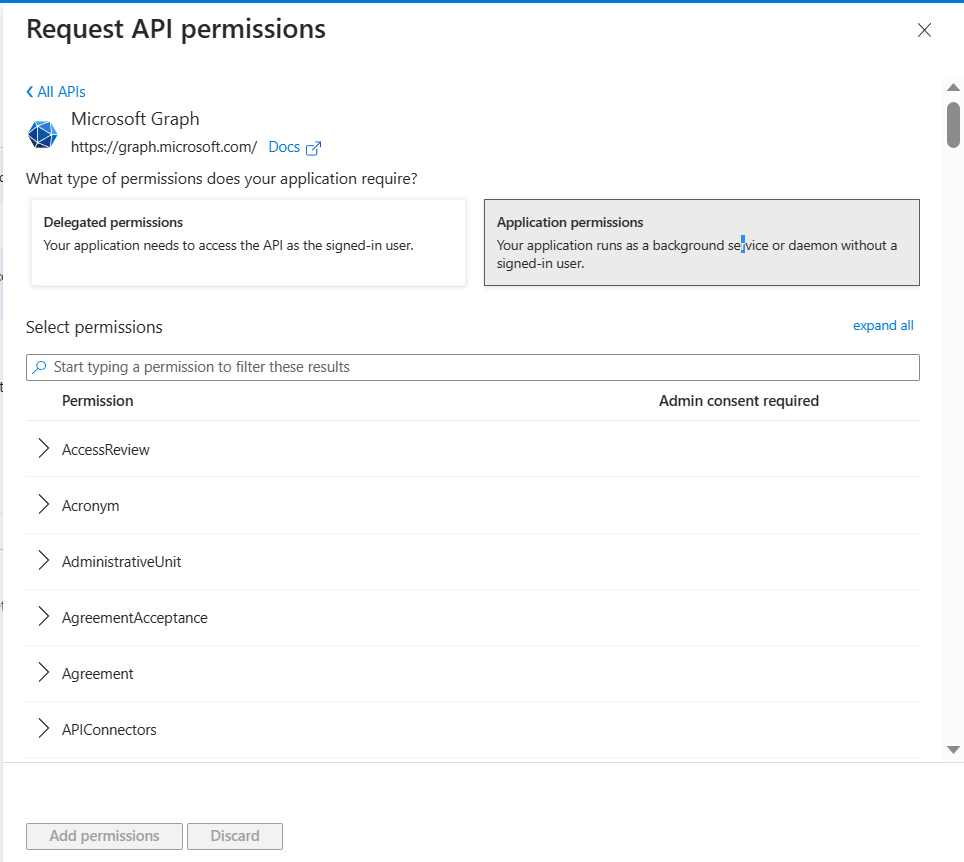 Request API permissions
All APIs
Microsoft Graph
https://graph.microsoft.com/ Docs
What type of permissions does your application require?
Delegated permissions
Your application needs to access the API as the signed-in user.
Application permissions
Your application runs as a background service or daemon without a
signed-in user.
Select permissions
expand all
Start typing a permission to filter these results
Permission Admin consent required
AccessReview
Acronym
AdministrativeUnit
AgreementAcceptance
Agreement
APIConnectors
Add permissions Discard